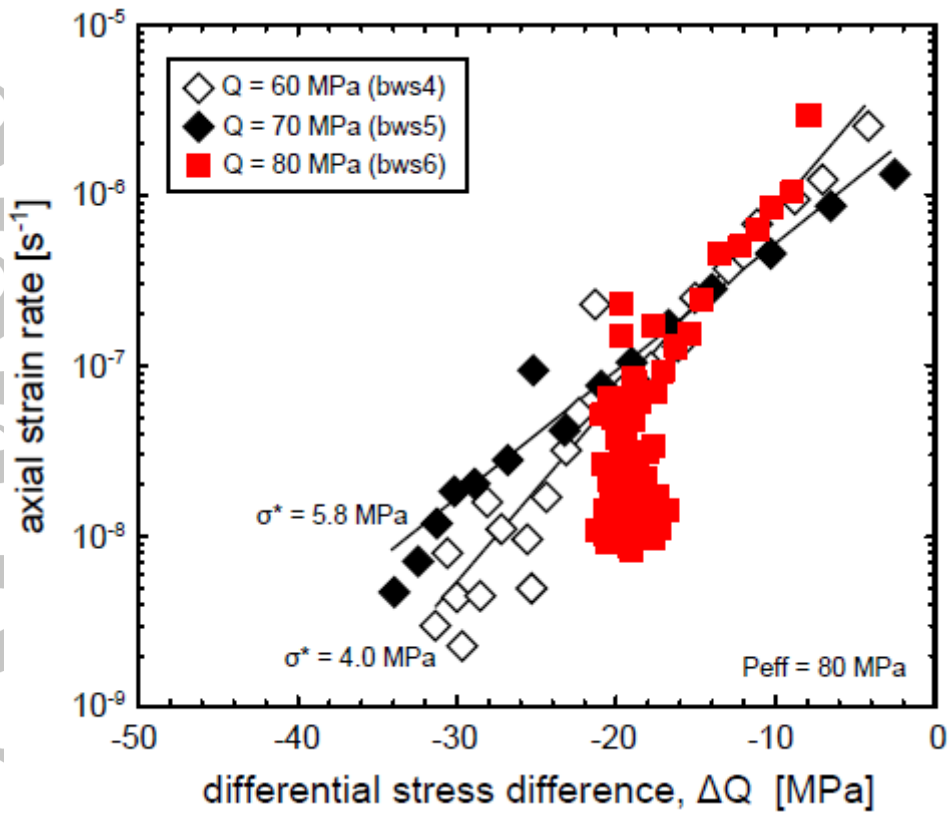 10⁻⁵
Q = 60 MPa (bws4)
Q = 70 MPa (bws5)
Q = 80 MPa (bws6)
10⁻⁶
axial strain rate [s⁻¹]
10⁻⁷
σ* = 5.8 MPa
10⁻⁸
σ* = 4.0 MPa
Peff = 80 MPa
10⁻⁹
-50 -40 -30 -20 -10 0
differential stress difference, ΔQ [MPa]